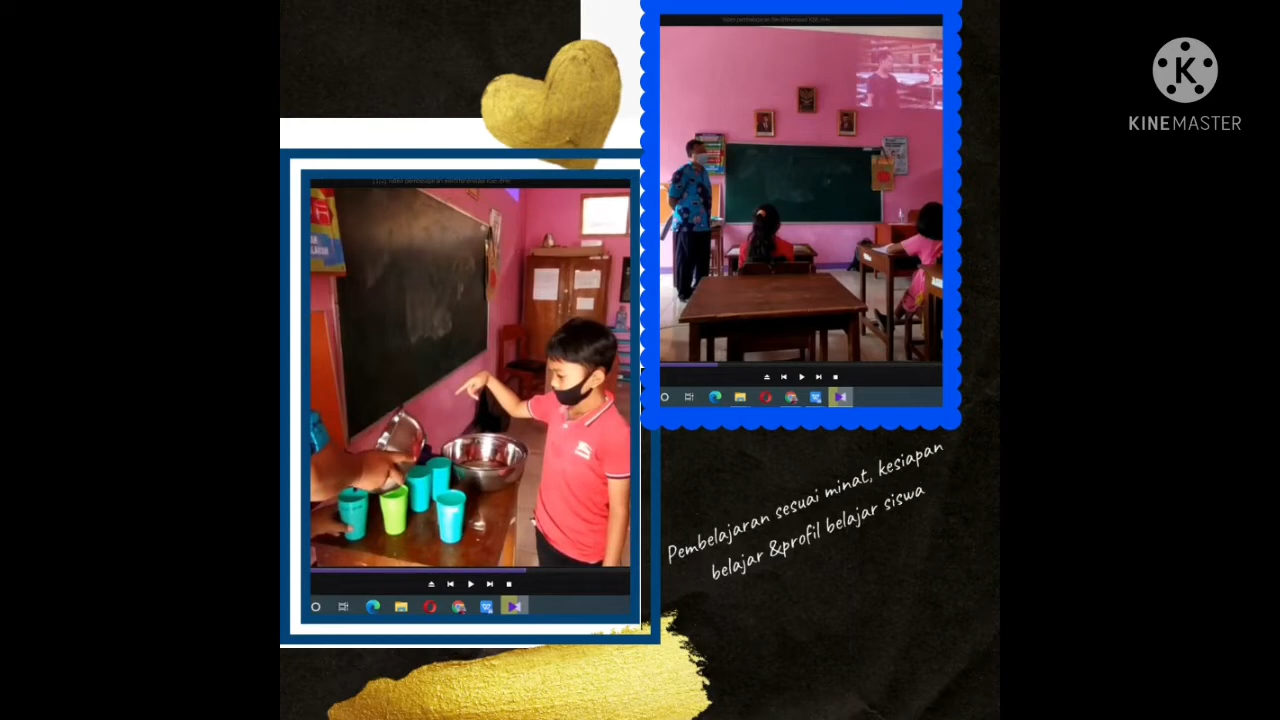 KINEMASTER
Pembelajaran sesuai minat, kesiapan
belajar &profil belajar siswa